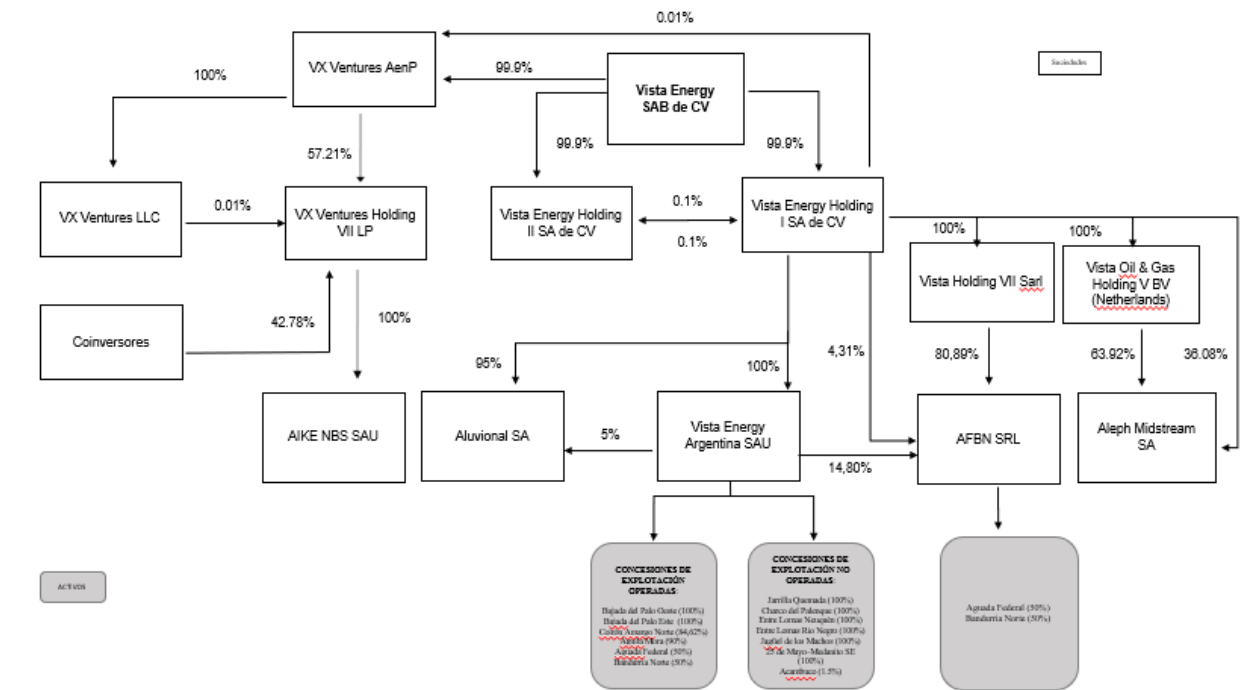 0.01%
VX Ventures AenP
100%
99.9%
Vista Energy
SAB de CV
Sociedades
57.21%
99.9%
99.9%
VX Ventures LLC
0.01%
VX Ventures Holding
VII LP
Vista Energy Holding
II SA de CV
0.1%
0.1%
Vista Energy Holding
I SA de CV
100%
100%
Vista Holding VII Sarl
Vista Oil & Gas
Holding V BV
(Netherlands)
Coinversores
42.78%
100%
95%
100%
4,31%
80,89%
63.92%
36.08%
AIKE NBS SAU
Aluvional SA
5%
Vista Energy
Argentina SAU
14,80%
AFBN SRL
Aleph Midstream
SA
ACTIVOS
CONCESIONES DE
EXPLOTACIÓN
OPERADAS:
Bajada del Palo Oeste (100%)
Bajada del Palo Este (100%)
Coirón Amargo Norte (84,62%)
Águila Mora (90%)
Aguada Federal (50%)
Bandurria Norte (50%)
CONCESIONES DE
EXPLOTACIÓN NO
OPERADAS:
Jarilla Quemada (100%)
Charco del Palenque (100%)
Entre Lomas Neuquén (100%)
Entre Lomas Río Negro (100%)
Jagüel de los Machos (100%)
25 de Mayo-Medanito SE
(100%)
Acambuco (1.5%)
Aguada Federal (50%)
Bandurria Norte (50%)